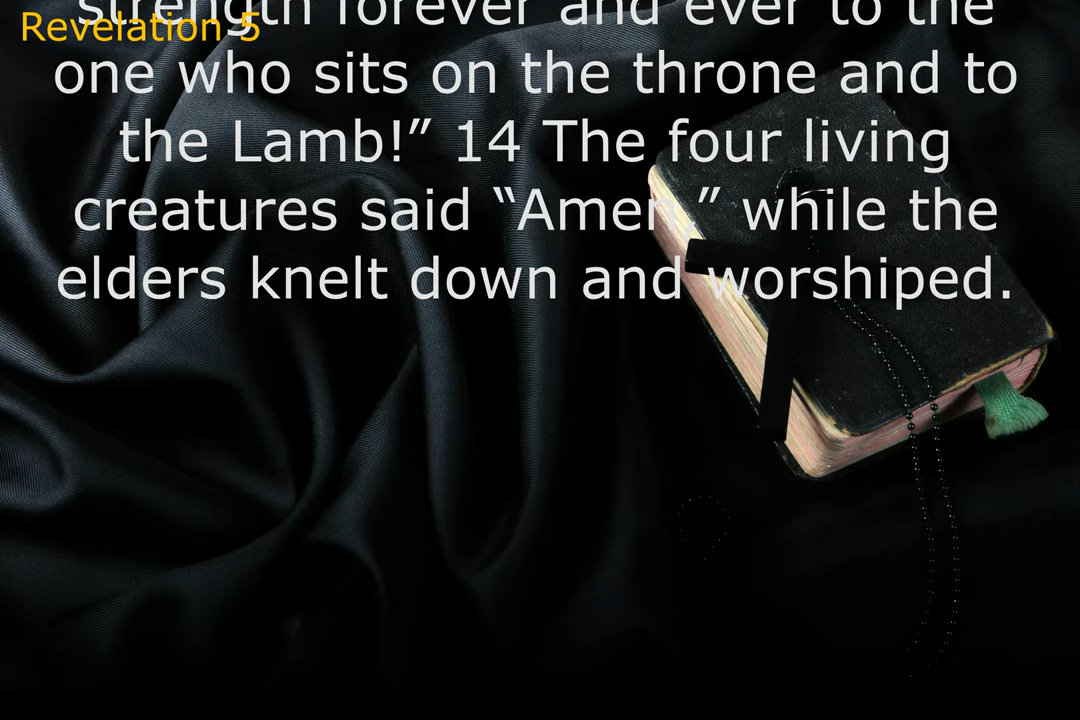 Revelation 5
strength forever and ever to the
one who sits on the throne and to
the Lamb!” 14 The four living
creatures said “Amen,” while the
elders knelt down and worshiped.